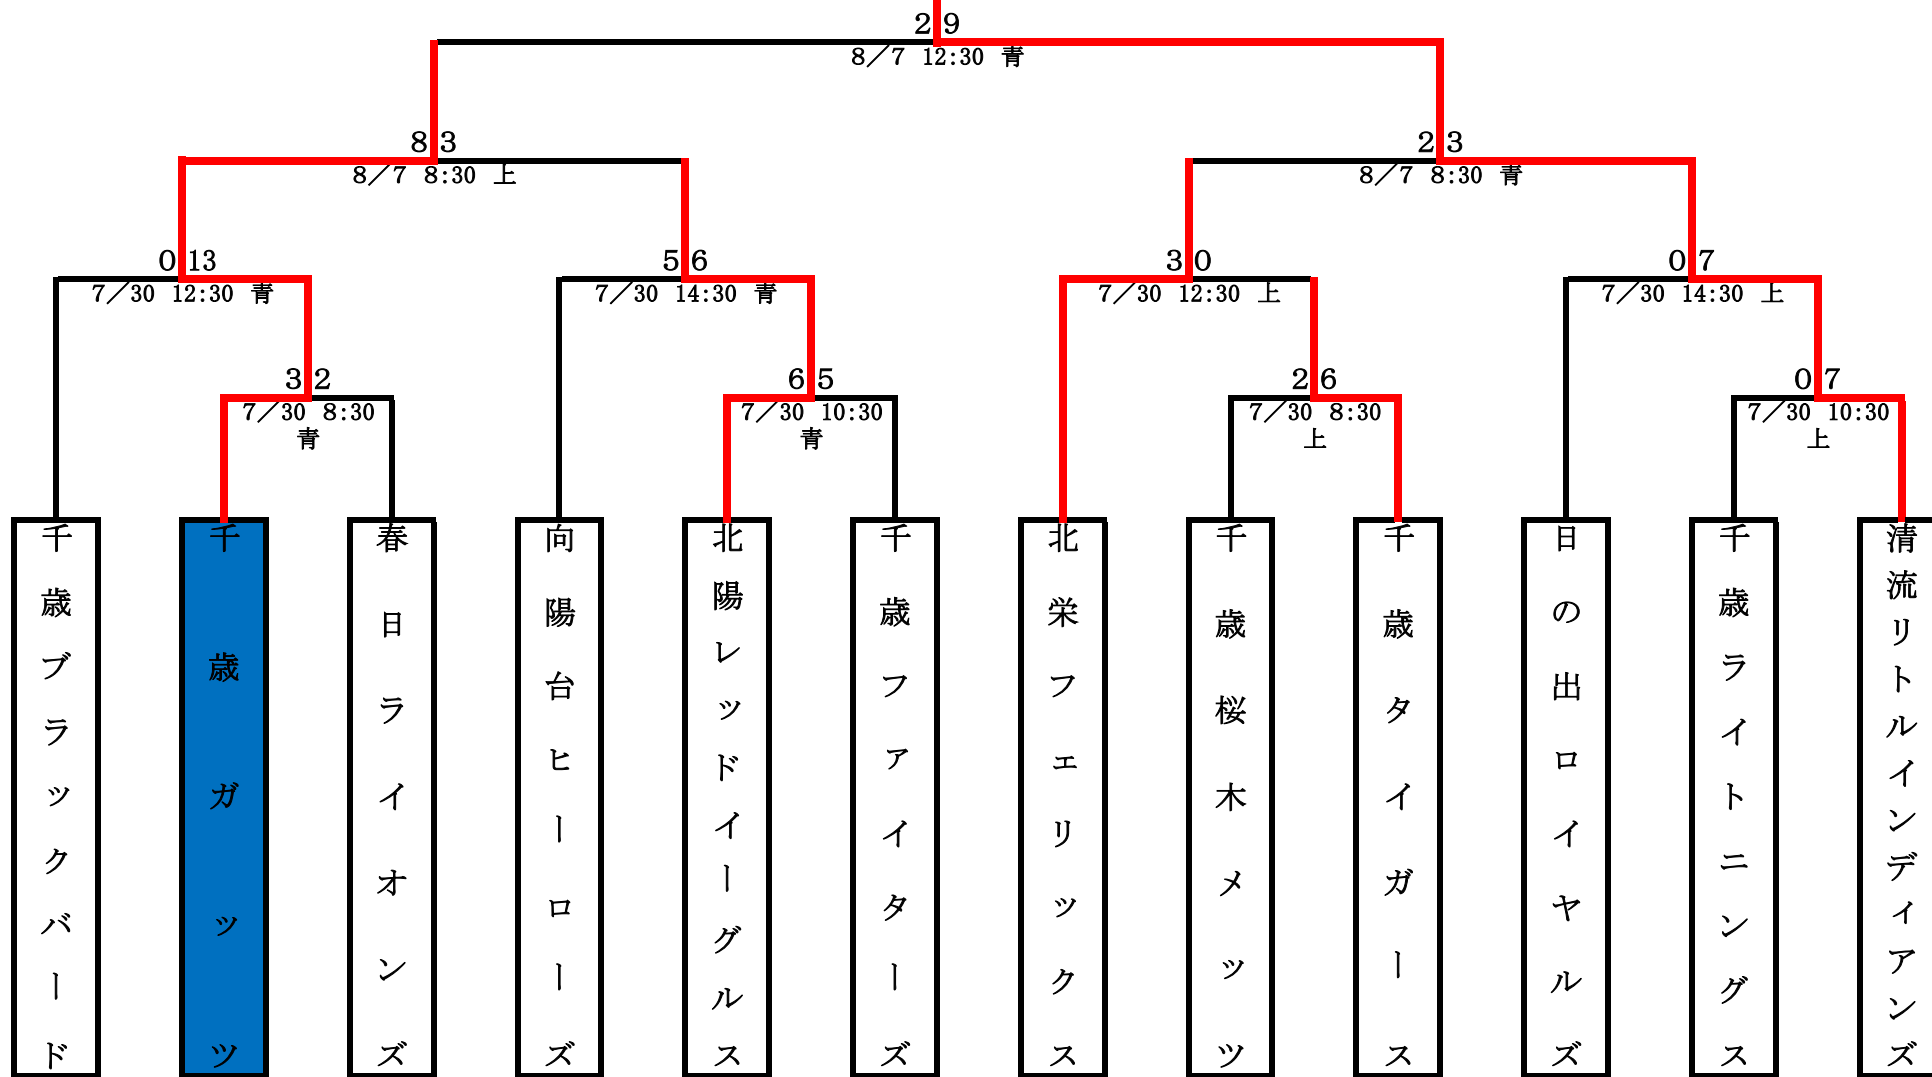 2 9
8／7 12:30 青
8 3
2 3
8／7 8:30 上
8／7 8:30 青
0 13
5 6
3 0
0 7
7／30 12:30 青
7／30 14:30 青
7／30 12:30 上
7／30 14:30 上
3 2
6 5
2 6
0 7
7／30 8:30
青
7／30 10:30
青
7／30 8:30
上
7／30 10:30
上
千歳ブラックバード
千歳ガッツ
春日ライオンズ
向陽台ヒーローズ
北陽レッドイーグルス
千歳ファイターズ
北栄フェリックス
千歳桜木メッツ
千歳タイガース
日の出ロイヤルズ
千歳ライトニングス
清流リトルインディアンズ